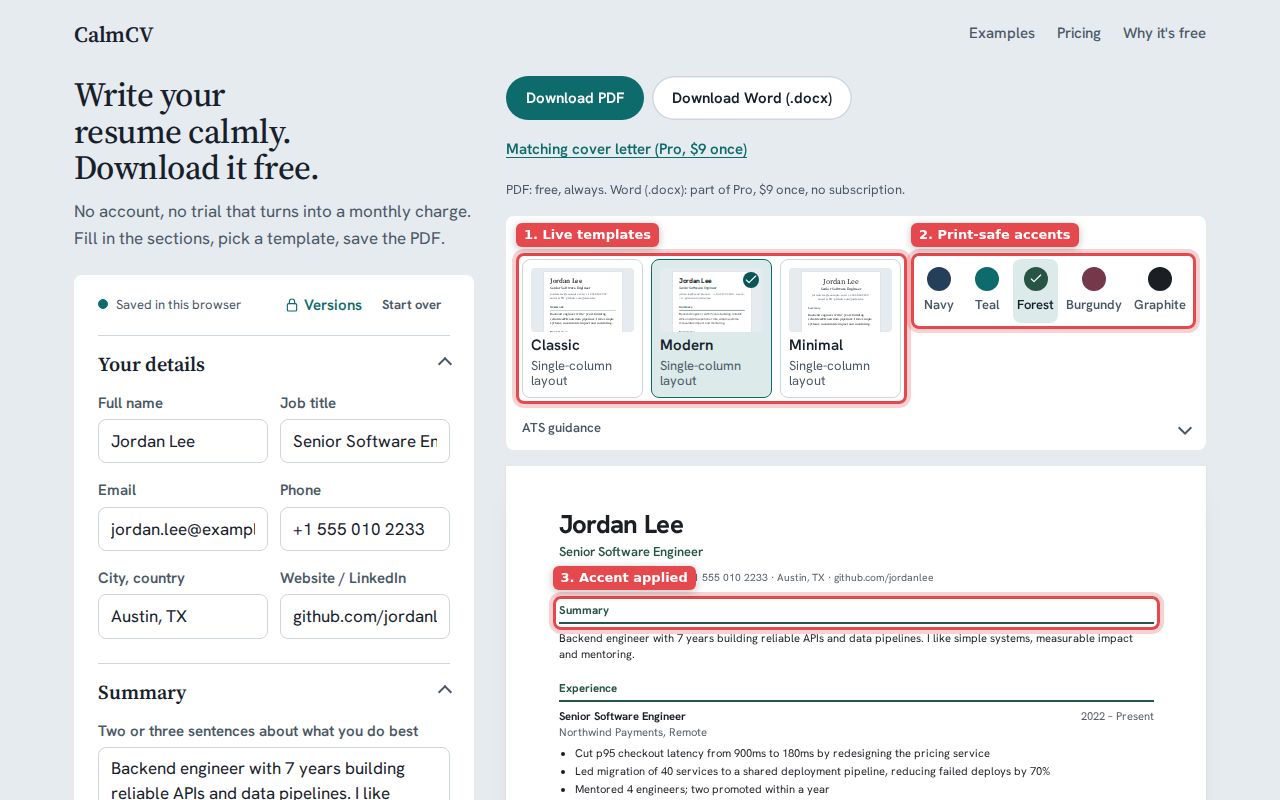 CalmCV
Examples
Pricing
Why it's free
Write your
resume calmly.
Download it free.
No account, no trial that turns into a monthly charge.
Fill in the sections, pick a template, save the PDF.
Saved in this browser
Versions
Start over
Your details
Full name
Job title
Jordan Lee
Senior Software En
Email
Phone
jordan.lee@exampl
+1 555 010 2233
City, country
Website / LinkedIn
Austin, TX
github.com/jordanl
Summary
Two or three sentences about what you do best
Backend engineer with 7 years building
reliable APIs and data pipelines. I like
Download PDF
Download Word (.docx)
Matching cover letter (Pro, $9 once)
PDF: free, always. Word (.docx): part of Pro, $9 once, no subscription.
1. Live templates
2. Print-safe accents
Jordan Lee
Jordan Lee
Jordan Lee
Classic
Single-column
layout
Modern
Single-column
layout
Minimal
Single-column
layout
Navy
Teal
Forest
Burgundy
Graphite
ATS guidance
Jordan Lee
Senior Software Engineer
3. Accent applied
555 010 2233 · Austin, TX · github.com/jordanlee
Summary
Backend engineer with 7 years building reliable APIs and data pipelines. I like simple systems, measurable impact
and mentoring.
Experience
Senior Software Engineer
2022 – Present
Northwind Payments, Remote
• Cut p95 checkout latency from 900ms to 180ms by redesigning the pricing service
• Led migration of 40 services to a shared deployment pipeline, reducing failed deploys by 70%
• Mentored 4 engineers; two promoted within a year